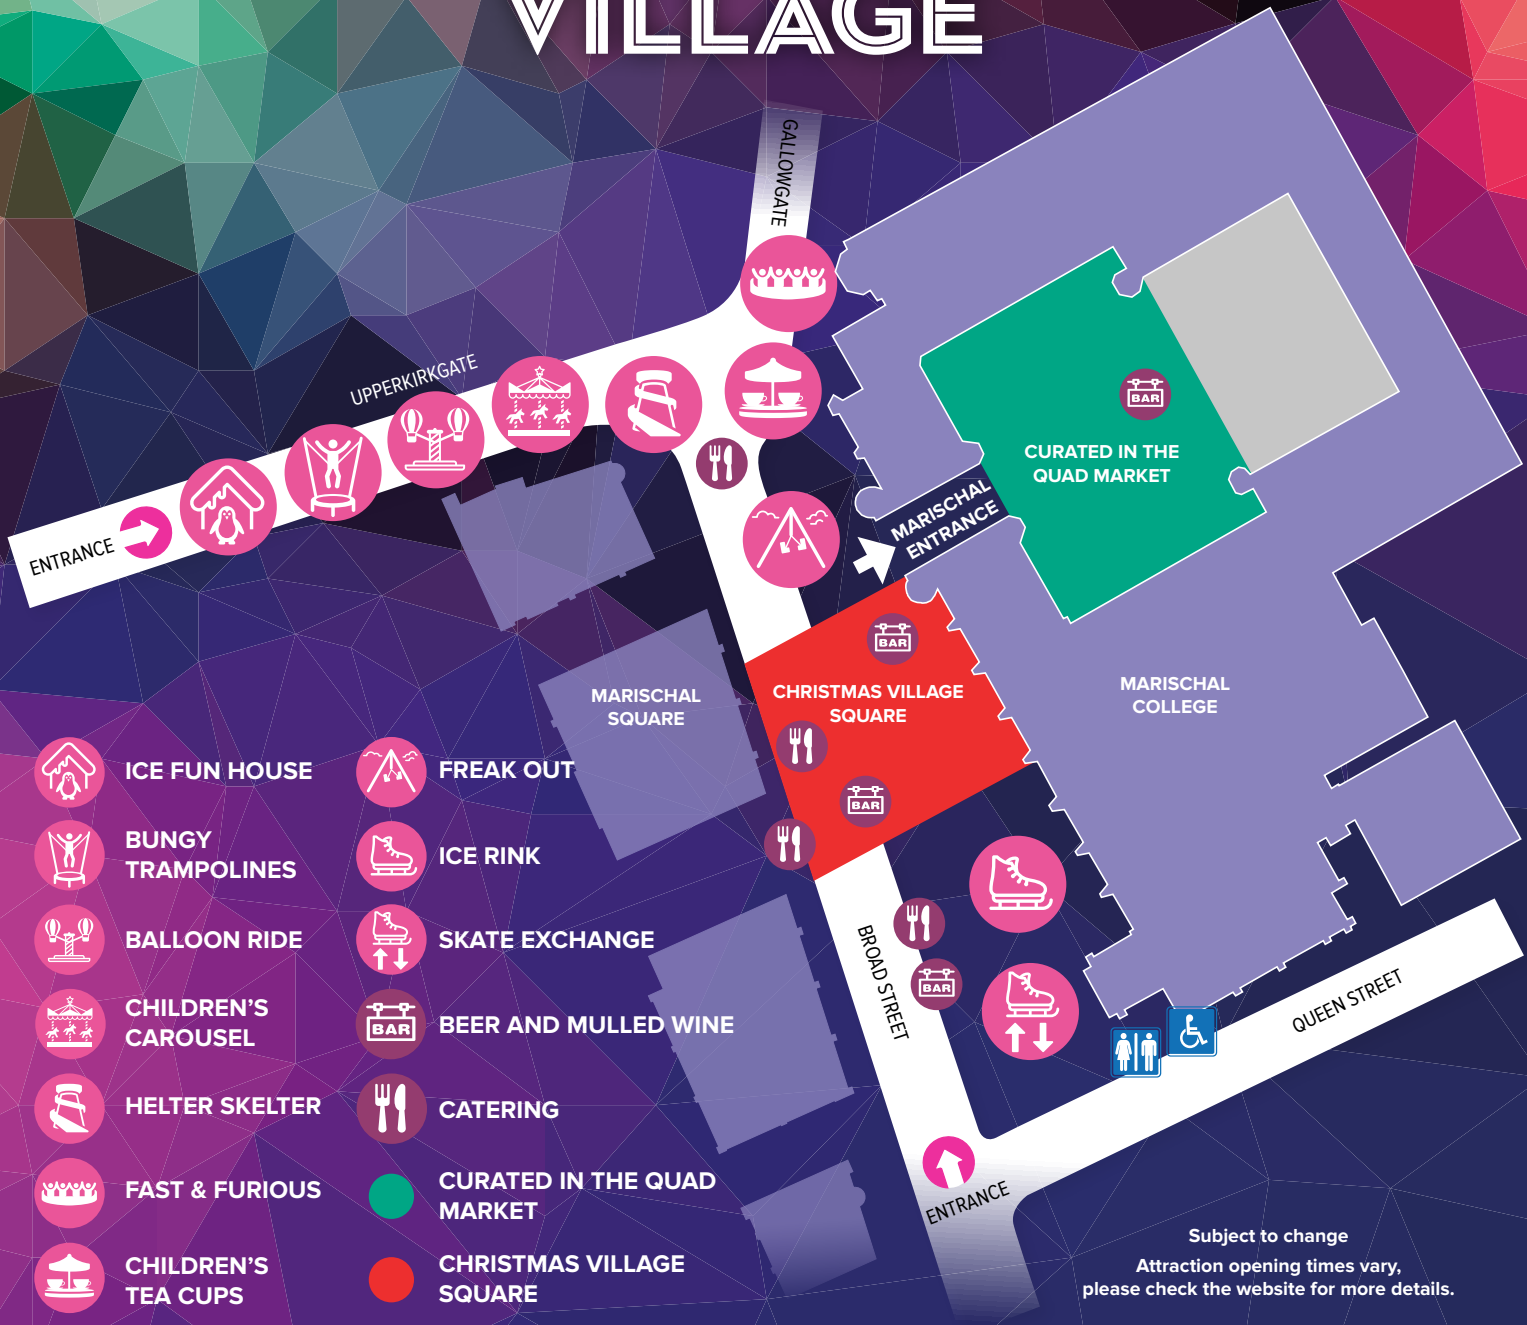 VILLAGE
GALLOWGATE
UPPERKIRKGATE
ENTRANCE
BAR
CURATED IN THE
QUAD MARKET
MARISCHAL
ENTRANCE
BAR
MARISCHAL
SQUARE
CHRISTMAS VILLAGE
SQUARE
MARISCHAL
COLLEGE
BAR
BROAD STREET
BAR
QUEEN STREET
ENTRANCE
ICE FUN HOUSE
BUNGY
TRAMPOLINES
BALLOON RIDE
CHILDREN'S
CAROUSEL
HELTER SKELTER
FAST & FURIOUS
CHILDREN'S
TEA CUPS
FREAK OUT
ICE RINK
SKATE EXCHANGE
BAR
BEER AND MULLED WINE
CATERING
CURATED IN THE QUAD
MARKET
CHRISTMAS VILLAGE
SQUARE
Subject to change
Attraction opening times vary,
please check the website for more details.